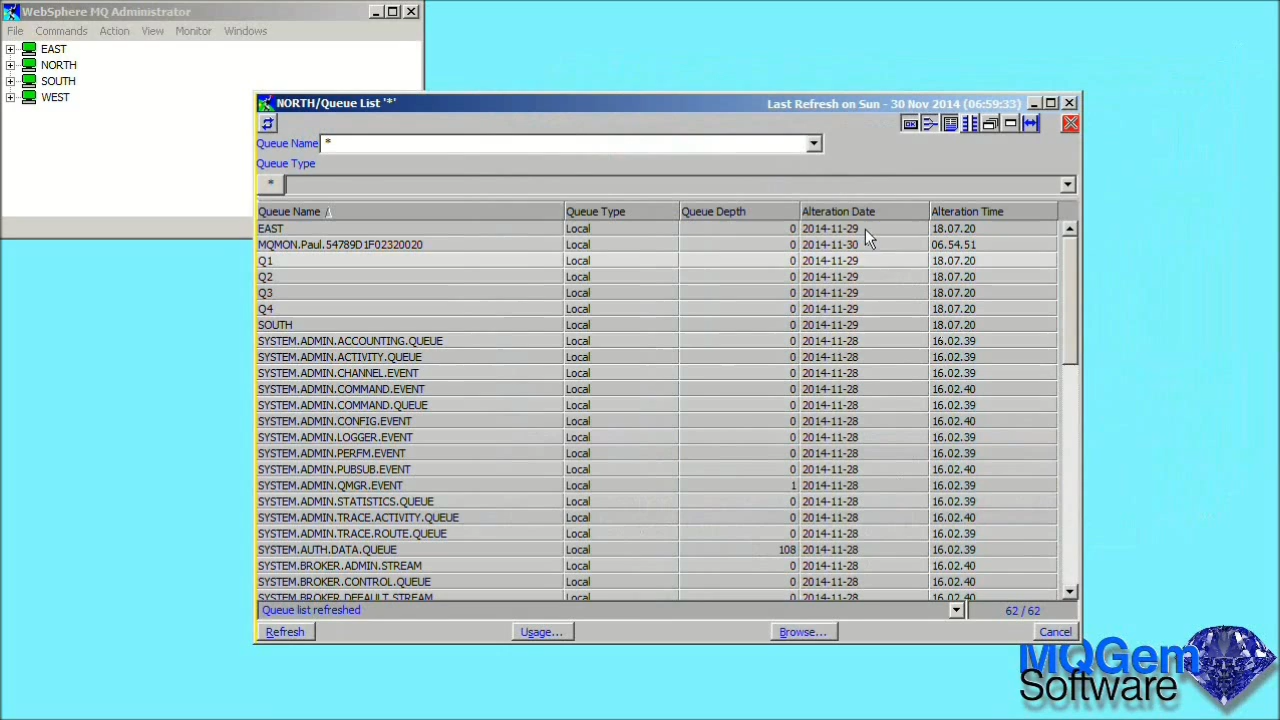 WebSphere MQ Administrator
File Commands Action View Monitor Windows
EAST
NORTH
SOUTH
WEST
NORTH/Queue List '*' Last Refresh on Sun - 30 Nov 2014 (06:59:33)
Queue Name *
Queue Type
*
Queue Name Queue Type Queue Depth Alteration Date Alteration Time
EAST Local 0 2014-11-29 18.07.20
MQMON.Paul.54789D1F02320020 Local 0 2014-11-30 06.54.51
Q1 Local 0 2014-11-29 18.07.20
Q2 Local 0 2014-11-29 18.07.20
Q3 Local 0 2014-11-29 18.07.20
Q4 Local 0 2014-11-29 18.07.20
SOUTH Local 0 2014-11-29 18.07.20
SYSTEM.ADMIN.ACCOUNTING.QUEUE Local 0 2014-11-28 16.02.39
SYSTEM.ADMIN.ACTIVITY.QUEUE Local 0 2014-11-28 16.02.39
SYSTEM.ADMIN.CHANNEL.EVENT Local 0 2014-11-28 16.02.39
SYSTEM.ADMIN.COMMAND.EVENT Local 0 2014-11-28 16.02.40
SYSTEM.ADMIN.COMMAND.QUEUE Local 0 2014-11-28 16.02.39
SYSTEM.ADMIN.CONFIG.EVENT Local 0 2014-11-28 16.02.40
SYSTEM.ADMIN.LOGGER.EVENT Local 0 2014-11-28 16.02.39
SYSTEM.ADMIN.PERFM.EVENT Local 0 2014-11-28 16.02.39
SYSTEM.ADMIN.PUBSUB.EVENT Local 0 2014-11-28 16.02.40
SYSTEM.ADMIN.QMGR.EVENT Local 1 2014-11-28 16.02.39
SYSTEM.ADMIN.STATISTICS.QUEUE Local 0 2014-11-28 16.02.39
SYSTEM.ADMIN.TRACE.ACTIVITY.QUEUE Local 0 2014-11-28 16.02.40
SYSTEM.ADMIN.TRACE.ROUTE.QUEUE Local 0 2014-11-28 16.02.40
SYSTEM.AUTH.DATA.QUEUE Local 108 2014-11-28 16.02.39
SYSTEM.BROKER.ADMIN.STREAM Local 0 2014-11-28 16.02.40
SYSTEM.BROKER.CONTROL.QUEUE Local 0 2014-11-28 16.02.40
SYSTEM.BROKER.DEFAULT.STREAM Local 0 2014-11-28 16.02.40
Queue list refreshed 62 / 62
Refresh Usage... Browse... Cancel
MQGem
Software